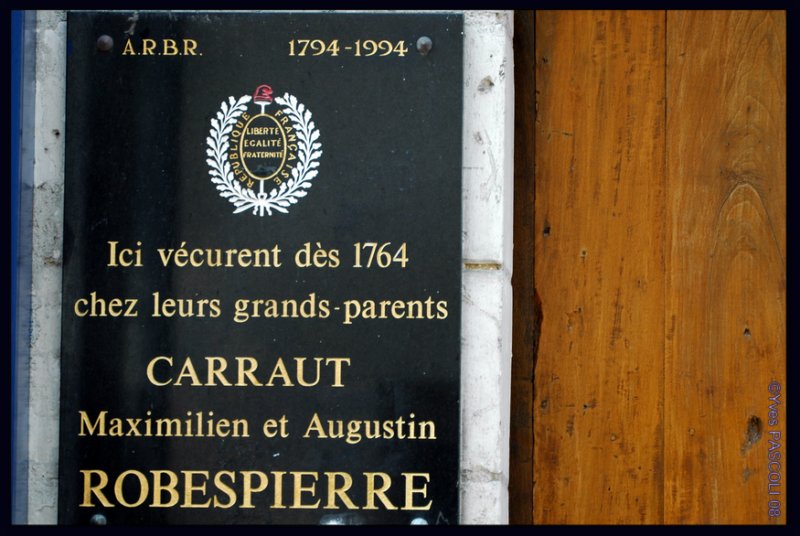 A.R.B.R. 1794-1994
RÉPUBLIQUE FRANÇAISE
LIBERTÉ
EGALITÉ
FRATERNITÉ
Ici vécurent dès 1764
chez leurs grands-parents
CARRAUT
Maximilien et Augustin
ROBESPIERRE
©Yves PASCOLI 08.